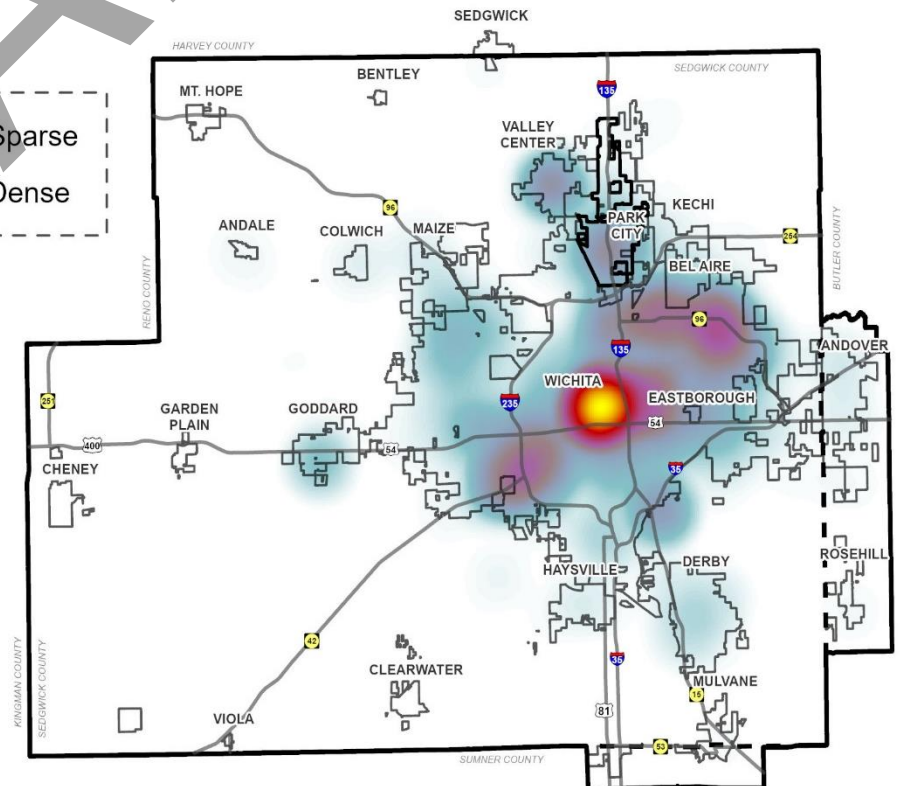 SEDGWICK
HARVEY COUNTY
SEDGWICK COUNTY
BENTLEY
MT. HOPE
135
Sparse
Dense
VALLEY
CENTER
96
KECHI
PARK
CITY
ANDALE
COLWICH
MAIZE
254
BEL AIRE
BUTLER COUNTY
RENO COUNTY
96
135
ANDOVER
WICHITA
EASTBOROUGH
251
235
GARDEN
PLAIN
GODDARD
54
400
54
CHENEY
35
HAYSVILLE
DERBY
ROSEHILL
KINGMAN COUNTY
SEDGWICK COUNTY
42
35
CLEARWATER
MULVANE
15
81
VIOLA
53
SUMNER COUNTY